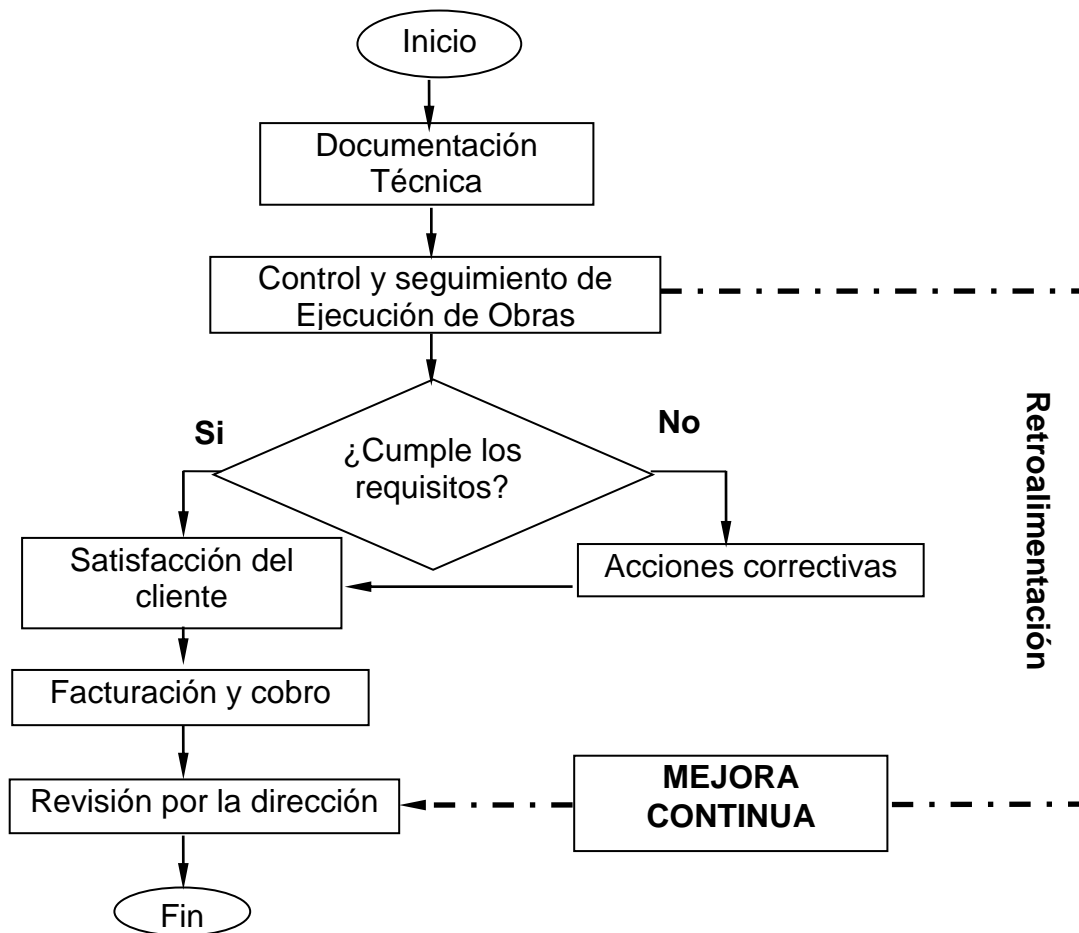 Inicio
Documentación
Técnica
Control y seguimiento de
Ejecución de Obras
Si
No
¿Cumple los
requisitos?
Retroalimentación
Satisfacción del
cliente
Acciones correctivas
Facturación y cobro
Revisión por la dirección
MEJORA
CONTINUA
Fin